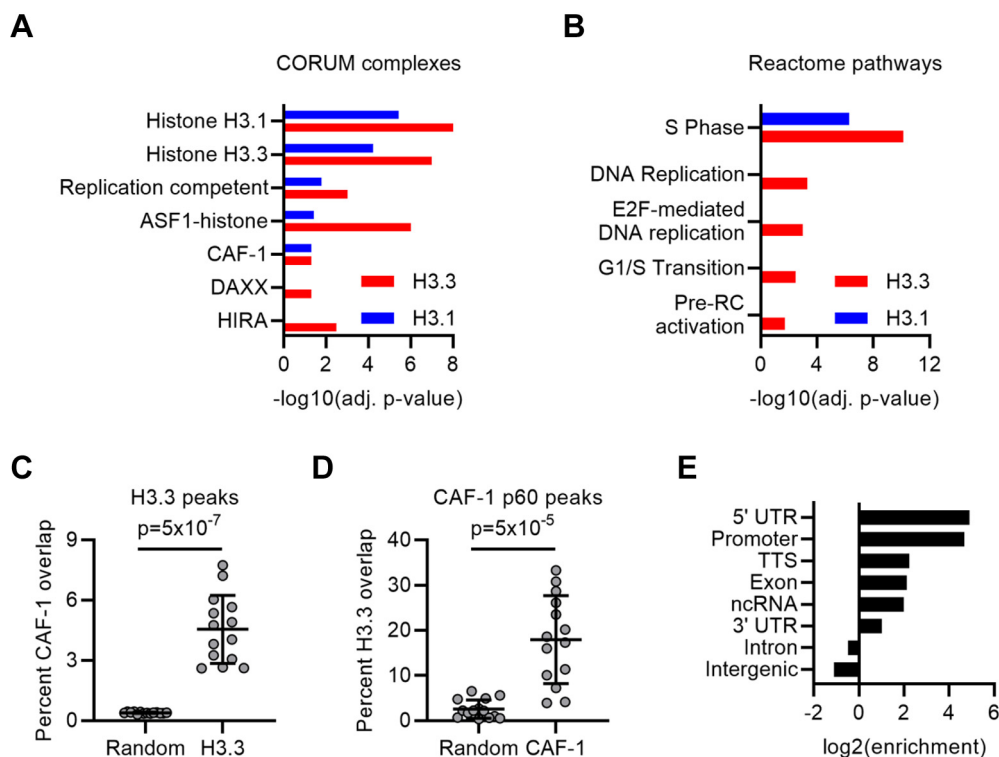 A
CORUM complexes
Histone H3.1
Histone H3.3
Replication competent
ASF1-histone
CAF-1
DAXX
HIRA
H3.3
H3.1
0 2 4 6 8
-log10(adj. p-value)
B
Reactome pathways
S Phase
DNA Replication
E2F-mediated
DNA replication
G1/S Transition
Pre-RC
activation
H3.3
H3.1
0 4 8 12
-log10(adj. p-value)
C
H3.3 peaks
p=5x10-7
Percent CAF-1 overlap
9
6
3
0
Random H3.3
D
CAF-1 p60 peaks
p=5x10-5
Percent H3.3 overlap
40
30
20
10
0
Random CAF-1
E
5' UTR
Promoter
TTS
Exon
ncRNA
3' UTR
Intron
Intergenic
-2 0 2 4 6
log2(enrichment)